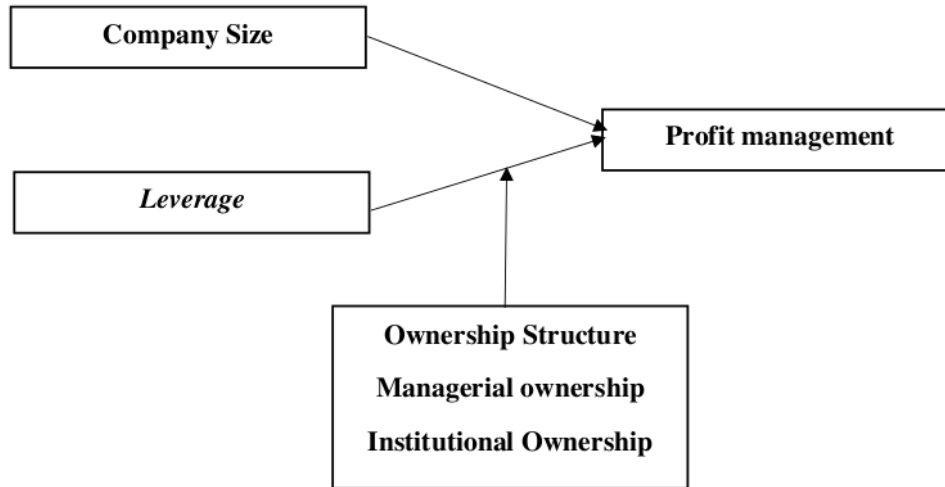 Company Size
Profit management
Leverage
Ownership Structure
Managerial ownership
Institutional Ownership